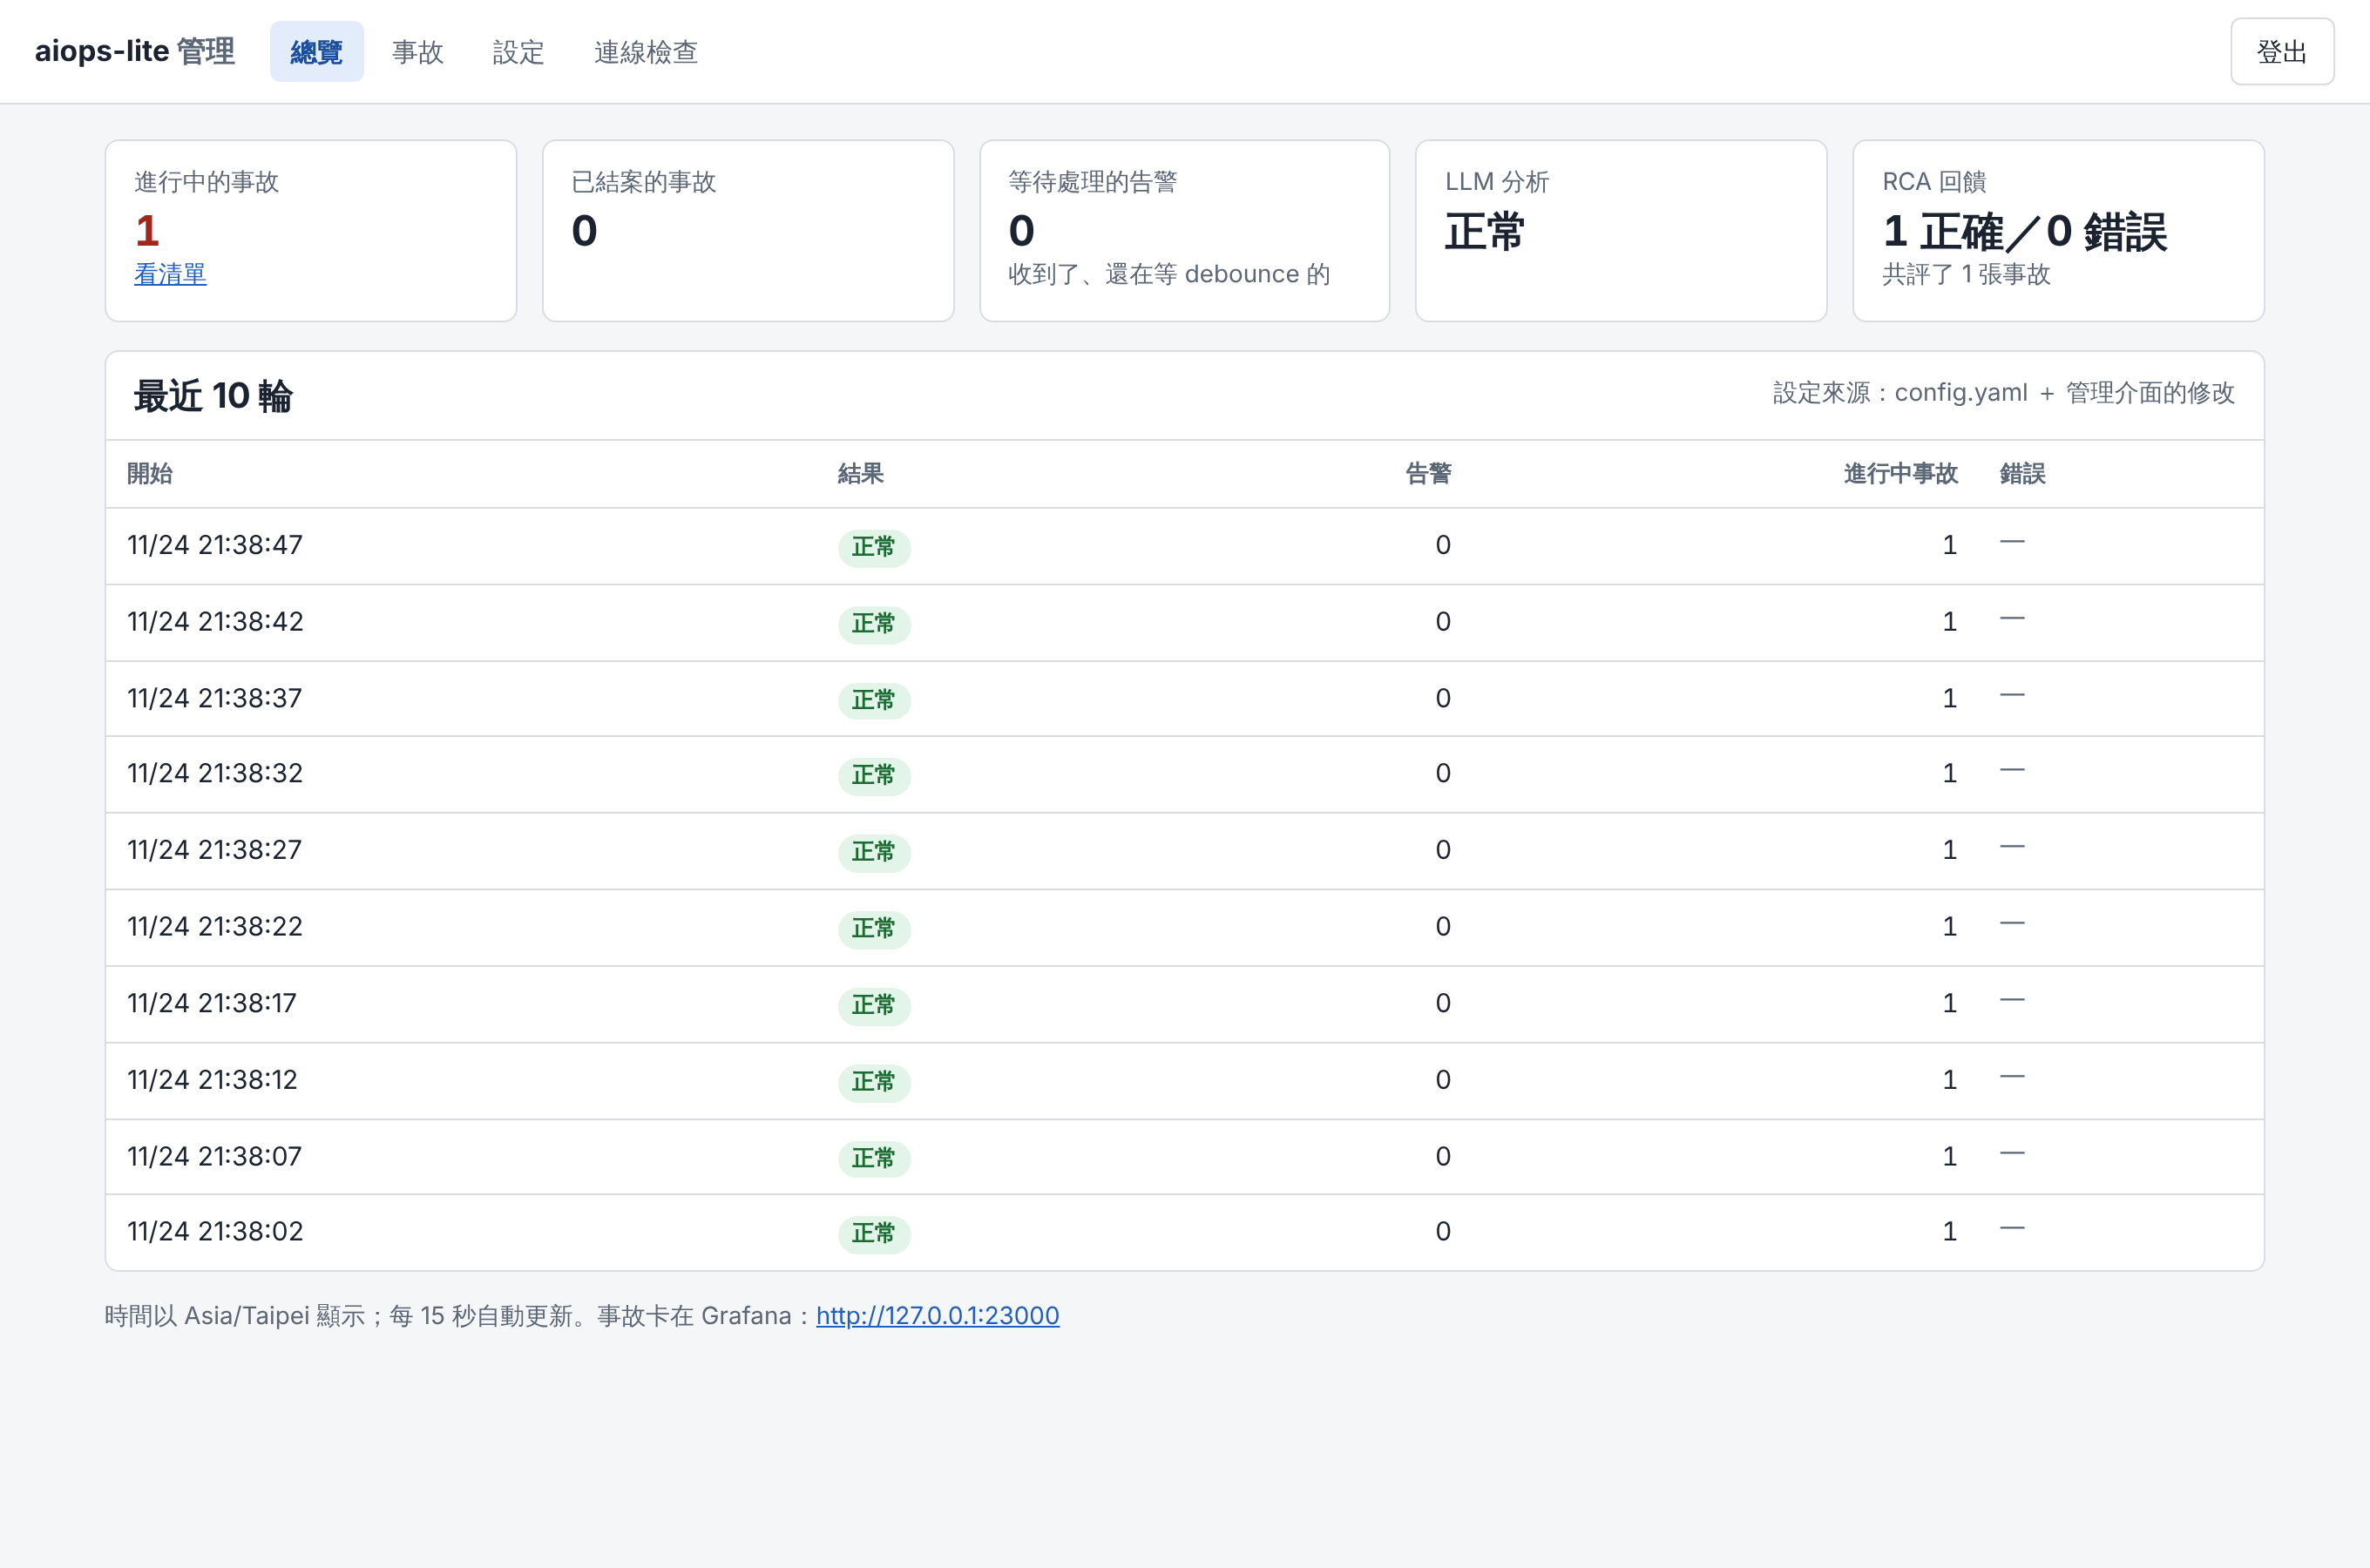 aiops-lite 管理 總覽 事故 設定 連線檢查 登出
進行中的事故
1
看清單
已結案的事故
0
等待處理的告警
0
收到了、還在等 debounce 的
LLM 分析
正常
RCA 回饋
1 正確／0 錯誤
共評了 1 張事故
最近 10 輪
設定來源：config.yaml ＋ 管理介面的修改
開始 結果 告警 進行中事故 錯誤
11/24 21:38:47 正常 0 1 —
11/24 21:38:42 正常 0 1 —
11/24 21:38:37 正常 0 1 —
11/24 21:38:32 正常 0 1 —
11/24 21:38:27 正常 0 1 —
11/24 21:38:22 正常 0 1 —
11/24 21:38:17 正常 0 1 —
11/24 21:38:12 正常 0 1 —
11/24 21:38:07 正常 0 1 —
11/24 21:38:02 正常 0 1 —
時間以 Asia/Taipei 顯示；每 15 秒自動更新。事故卡在 Grafana：http://127.0.0.1:23000